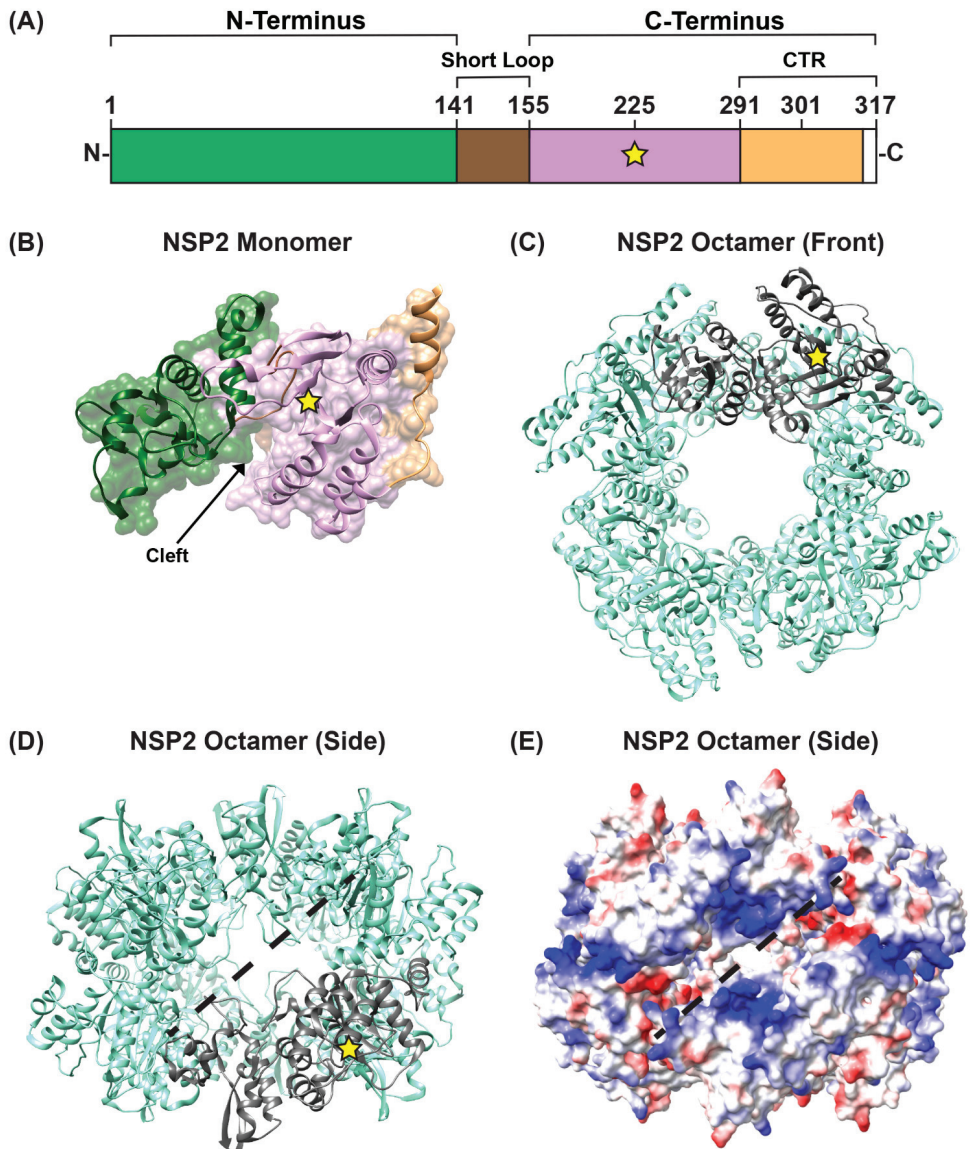 (A)
N-Terminus
C-Terminus
Short Loop
CTR
1 141 155 225 291 301 317
N- -C
(B) NSP2 Monomer
Cleft
(C) NSP2 Octamer (Front)
(D) NSP2 Octamer (Side)
(E) NSP2 Octamer (Side)